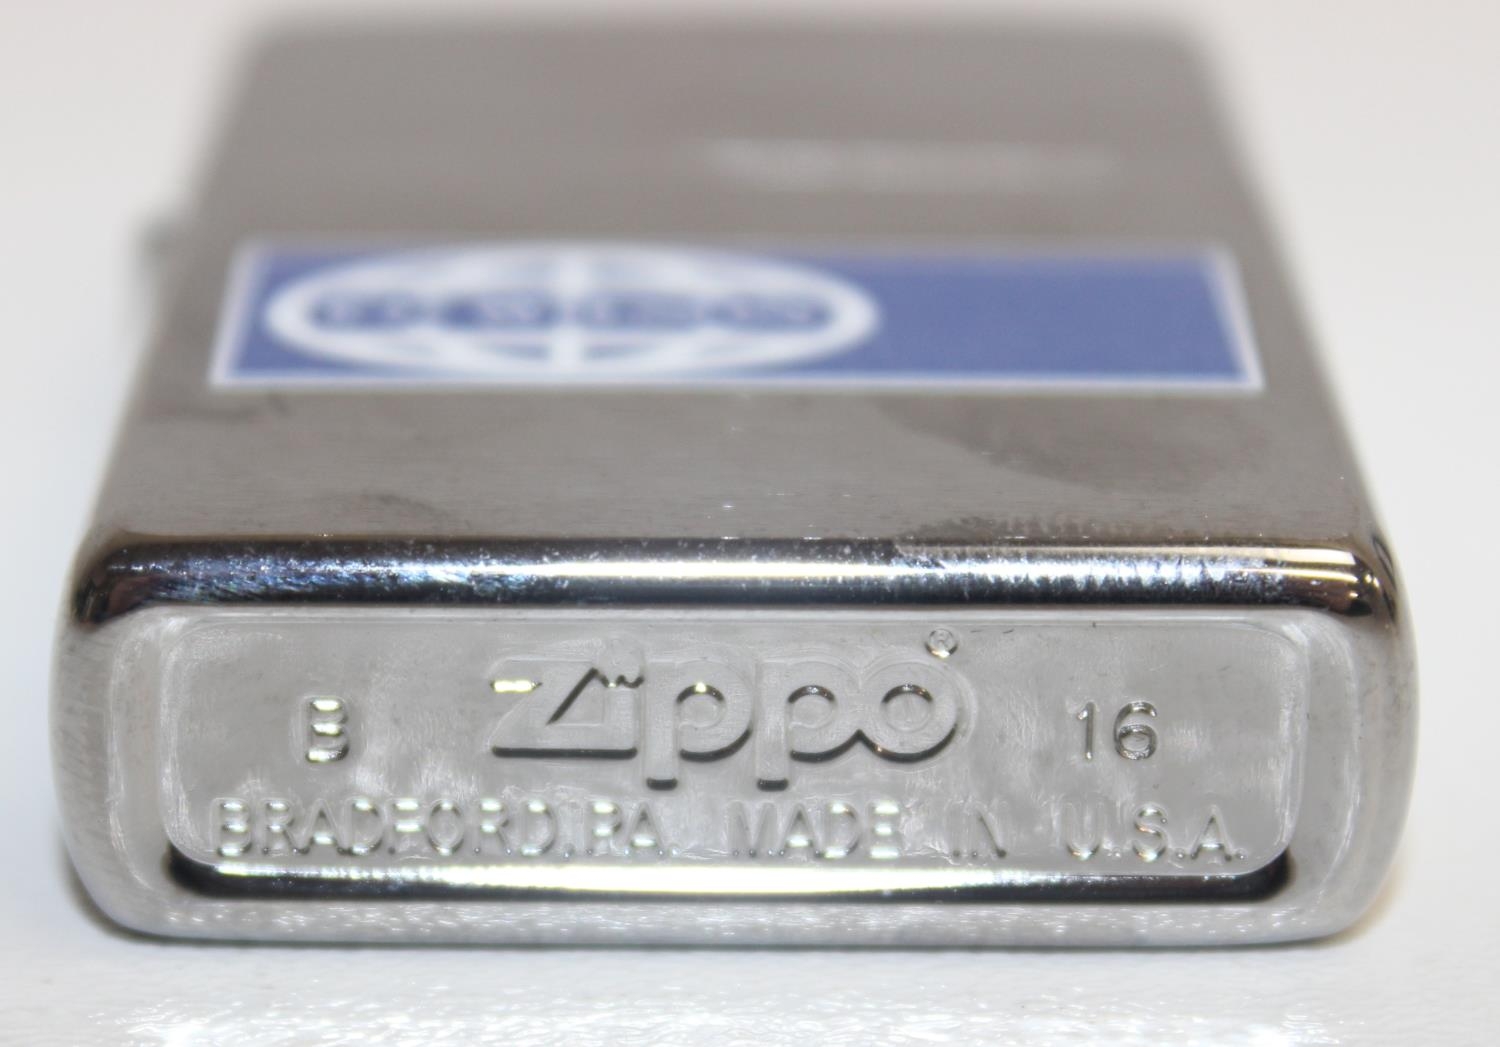 Zippo®
B 16
BRADFORD, PA. MADE IN U.S.A.